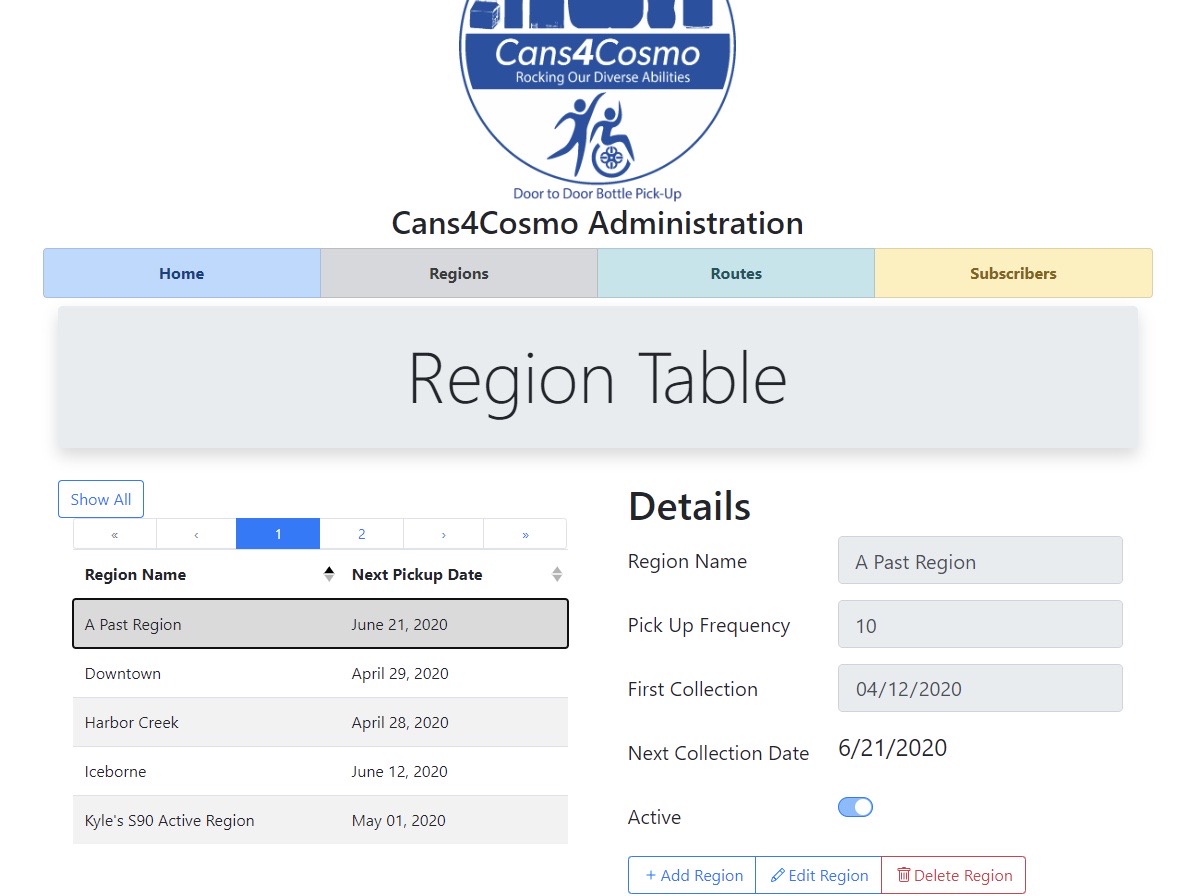 Cans4Cosmo
Rocking Our Diverse Abilities
Door to Door Bottle Pick-Up
Cans4Cosmo Administration
Home Regions Routes Subscribers
Region Table
Show All
« ‹ 1 2 › »
Region Name Next Pickup Date
A Past Region June 21, 2020
Downtown April 29, 2020
Harbor Creek April 28, 2020
Iceborne June 12, 2020
Kyle's S90 Active Region May 01, 2020
Details
Region Name A Past Region
Pick Up Frequency 10
First Collection 04/12/2020
Next Collection Date 6/21/2020
Active
+ Add Region Edit Region Delete Region